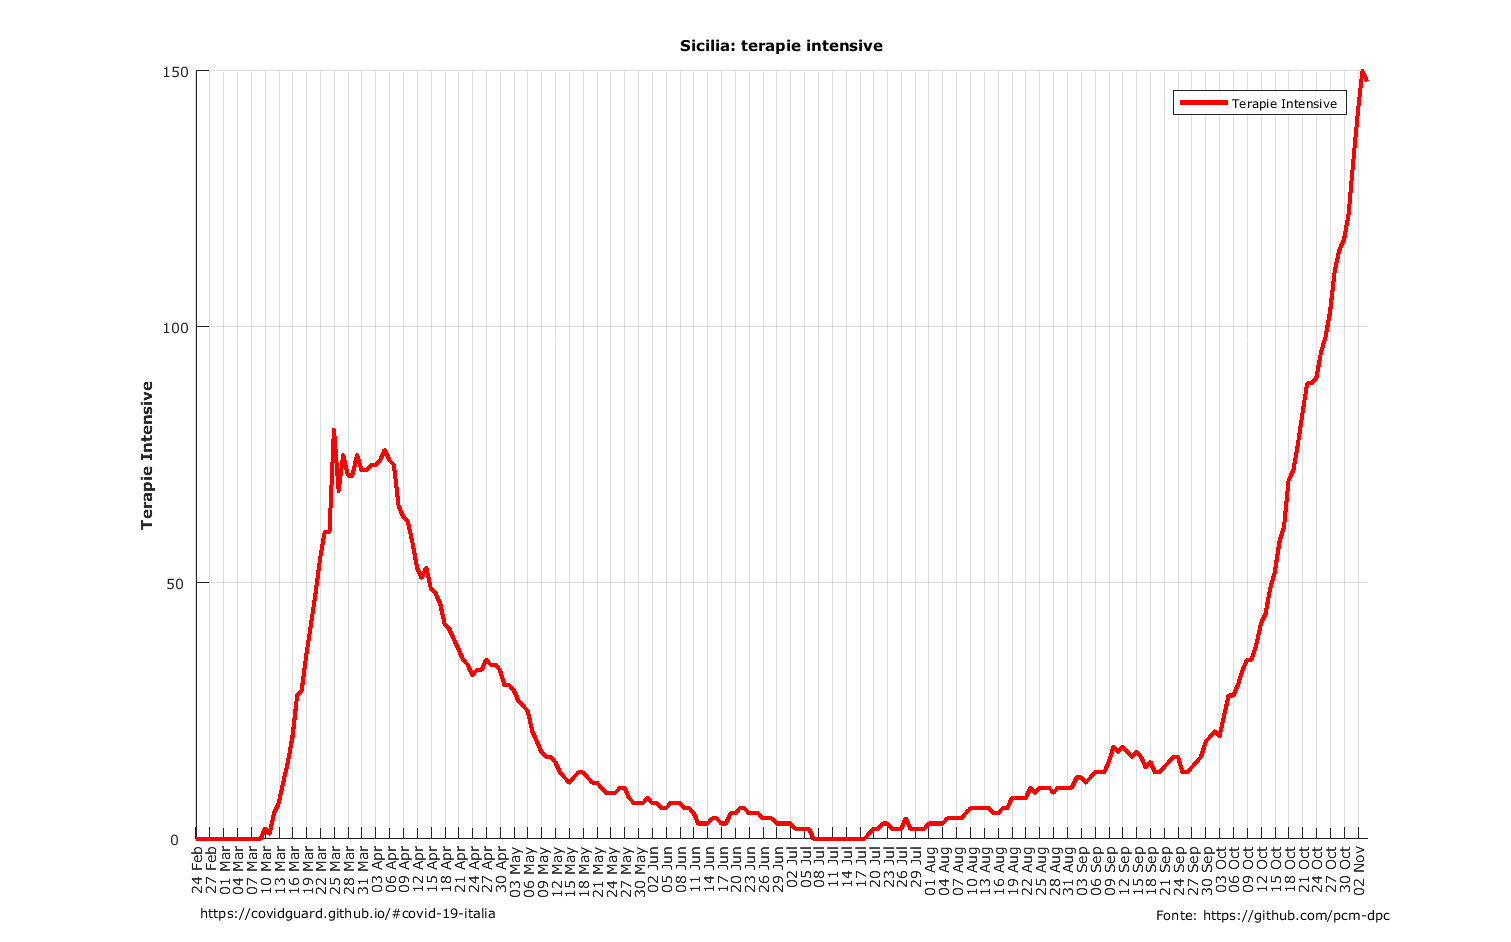 Sicilia: terapie intensive
150
Terapie Intensive
100
50
0
Terapie Intensive
24 Feb
27 Feb
01 Mar
04 Mar
07 Mar
10 Mar
13 Mar
16 Mar
19 Mar
22 Mar
25 Mar
28 Mar
31 Mar
03 Apr
06 Apr
09 Apr
12 Apr
15 Apr
18 Apr
21 Apr
24 Apr
27 Apr
30 Apr
03 May
06 May
09 May
12 May
15 May
18 May
21 May
24 May
27 May
30 May
02 Jun
05 Jun
08 Jun
11 Jun
14 Jun
17 Jun
20 Jun
23 Jun
26 Jun
29 Jun
02 Jul
05 Jul
08 Jul
11 Jul
14 Jul
17 Jul
20 Jul
23 Jul
26 Jul
29 Jul
01 Aug
04 Aug
07 Aug
10 Aug
13 Aug
16 Aug
19 Aug
22 Aug
25 Aug
28 Aug
31 Aug
03 Sep
06 Sep
09 Sep
12 Sep
15 Sep
18 Sep
21 Sep
24 Sep
27 Sep
30 Sep
03 Oct
06 Oct
09 Oct
12 Oct
15 Oct
18 Oct
21 Oct
24 Oct
27 Oct
30 Oct
02 Nov
https://covidguard.github.io/#covid-19-italia
Fonte: https://github.com/pcm-dpc